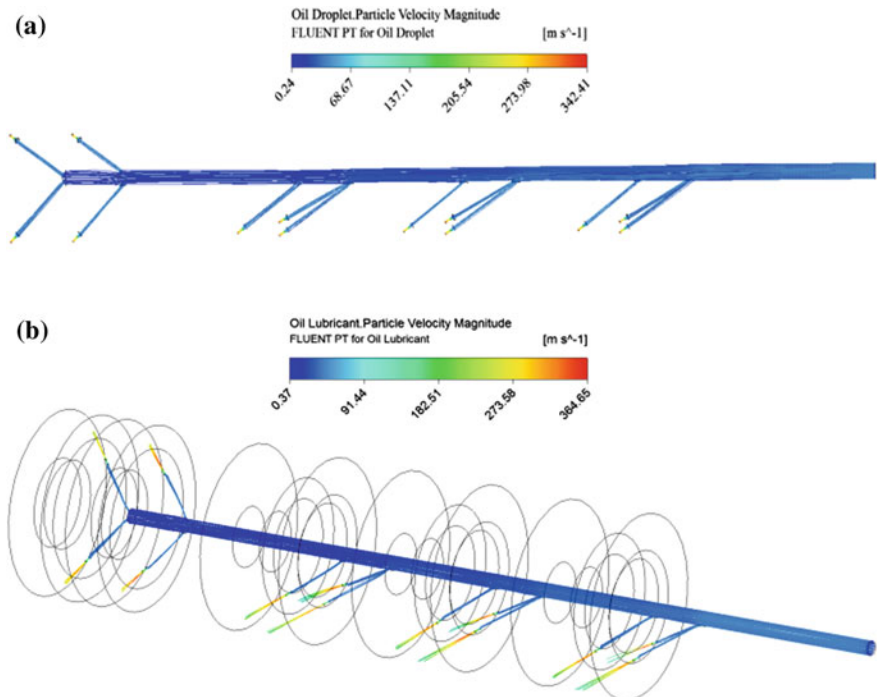 (a)
Oil Droplet.Particle Velocity Magnitude
FLUENT PT for Oil Droplet [m s^-1]
0.24 68.67 137.11 205.54 273.98 342.41
(b)
Oil Lubricant.Particle Velocity Magnitude
FLUENT PT for Oil Lubricant [m s^-1]
0.37 91.44 182.51 273.58 364.65